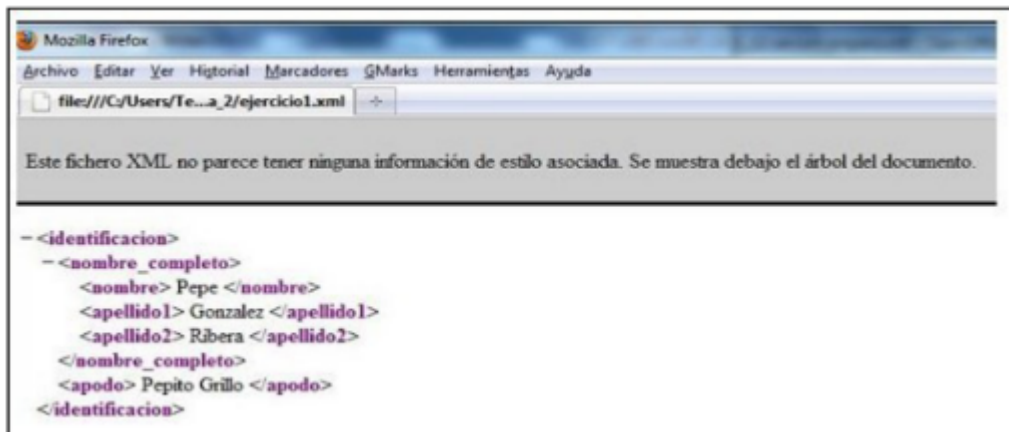 Mozilla Firefox
Archivo Editar Ver Historial Marcadores GMarks Herramientas Ayuda
file:///C:/Users/Te...a_2/ejercicio1.xml
Este fichero XML no parece tener ninguna información de estilo asociada. Se muestra debajo el árbol del documento.
-<identificacion>
-<nombre_completo>
<nombre> Pepe </nombre>
<apellido1> Gonzalez </apellido1>
<apellido2> Ribera </apellido2>
</nombre_completo>
<apodo> Pepito Grillo </apodo>
</identificacion>